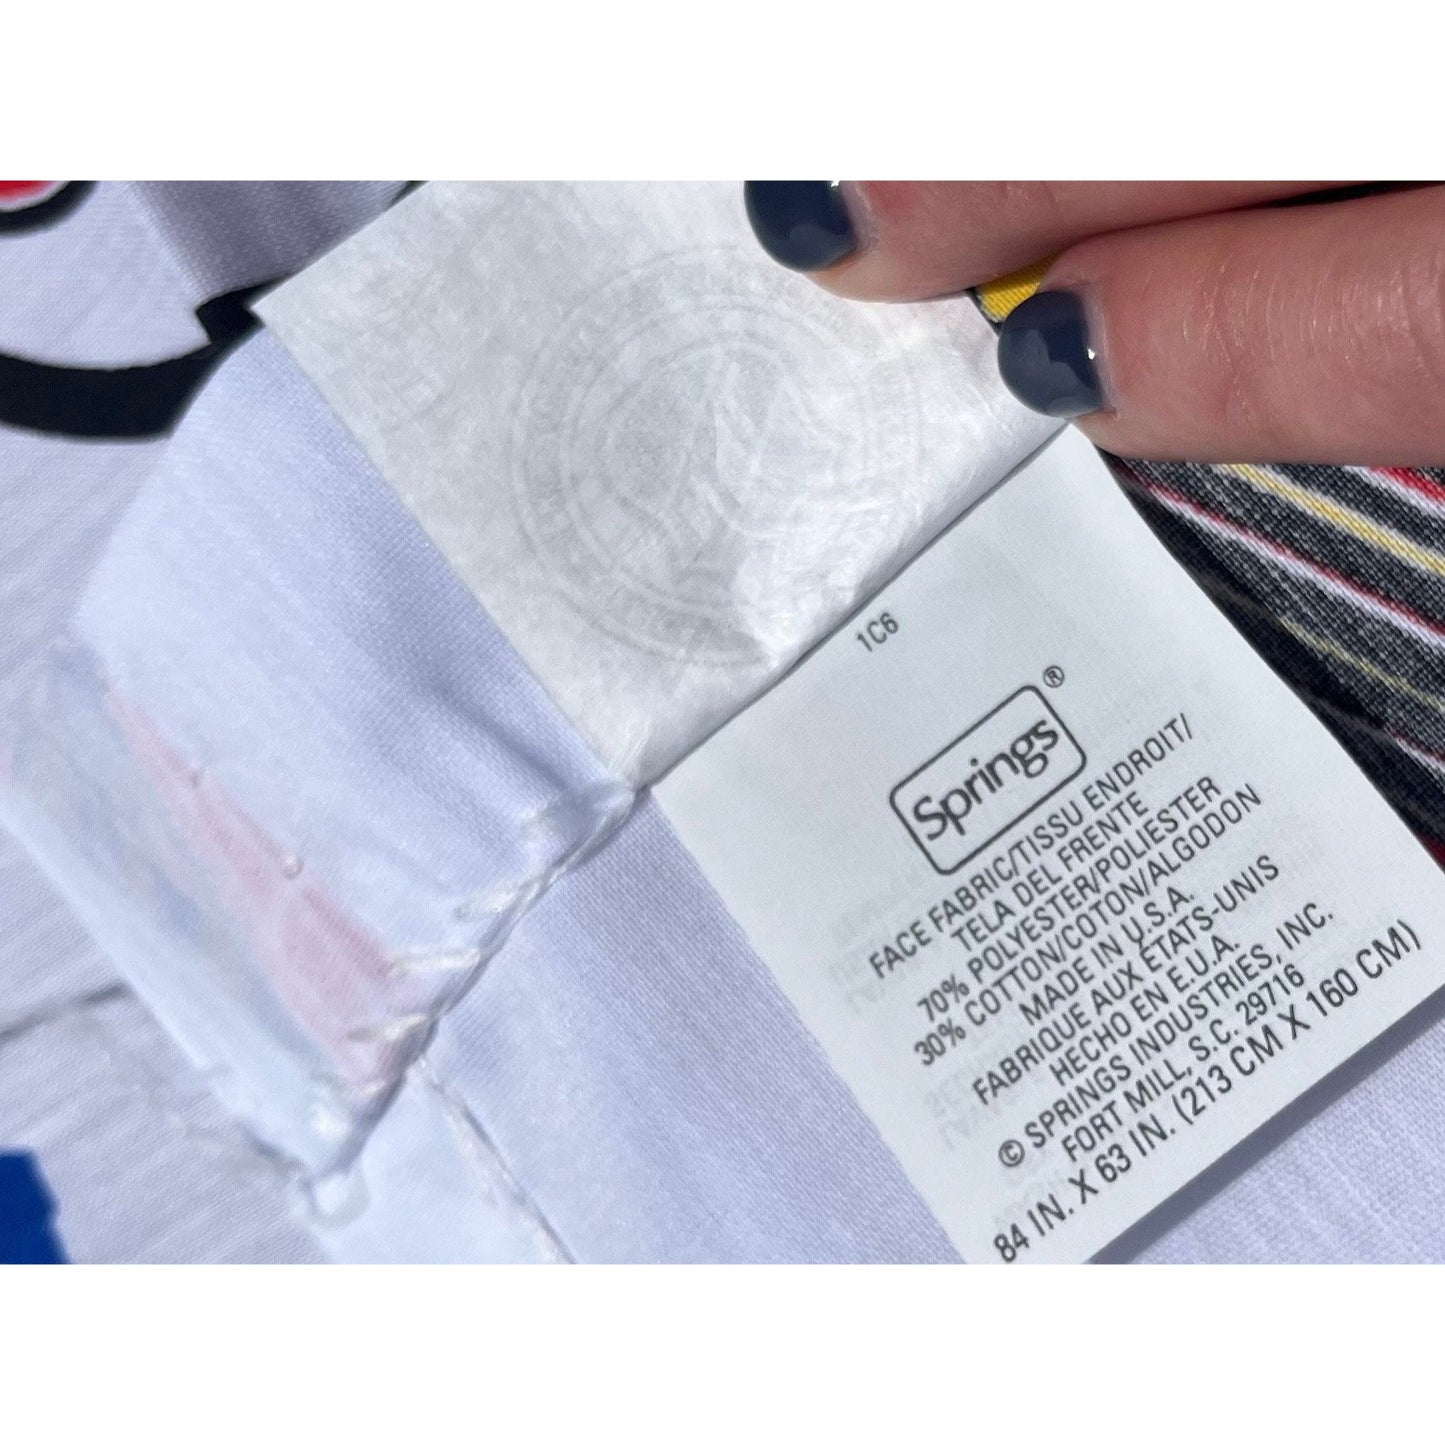 1C6
Springs®
FACE FABRIC/TISSU ENDROIT/
TELA DEL FRENTE
70% POLYESTER/POLIESTER
30% COTTON/COTON/ALGODON
MADE IN U.S.A.
FABRIQUE AUX ETATS-UNIS
HECHO EN E.U.A.
© SPRINGS INDUSTRIES, INC.
FORT MILL, S.C. 29716
84 IN. X 63 IN. (213 CM X 160 CM)